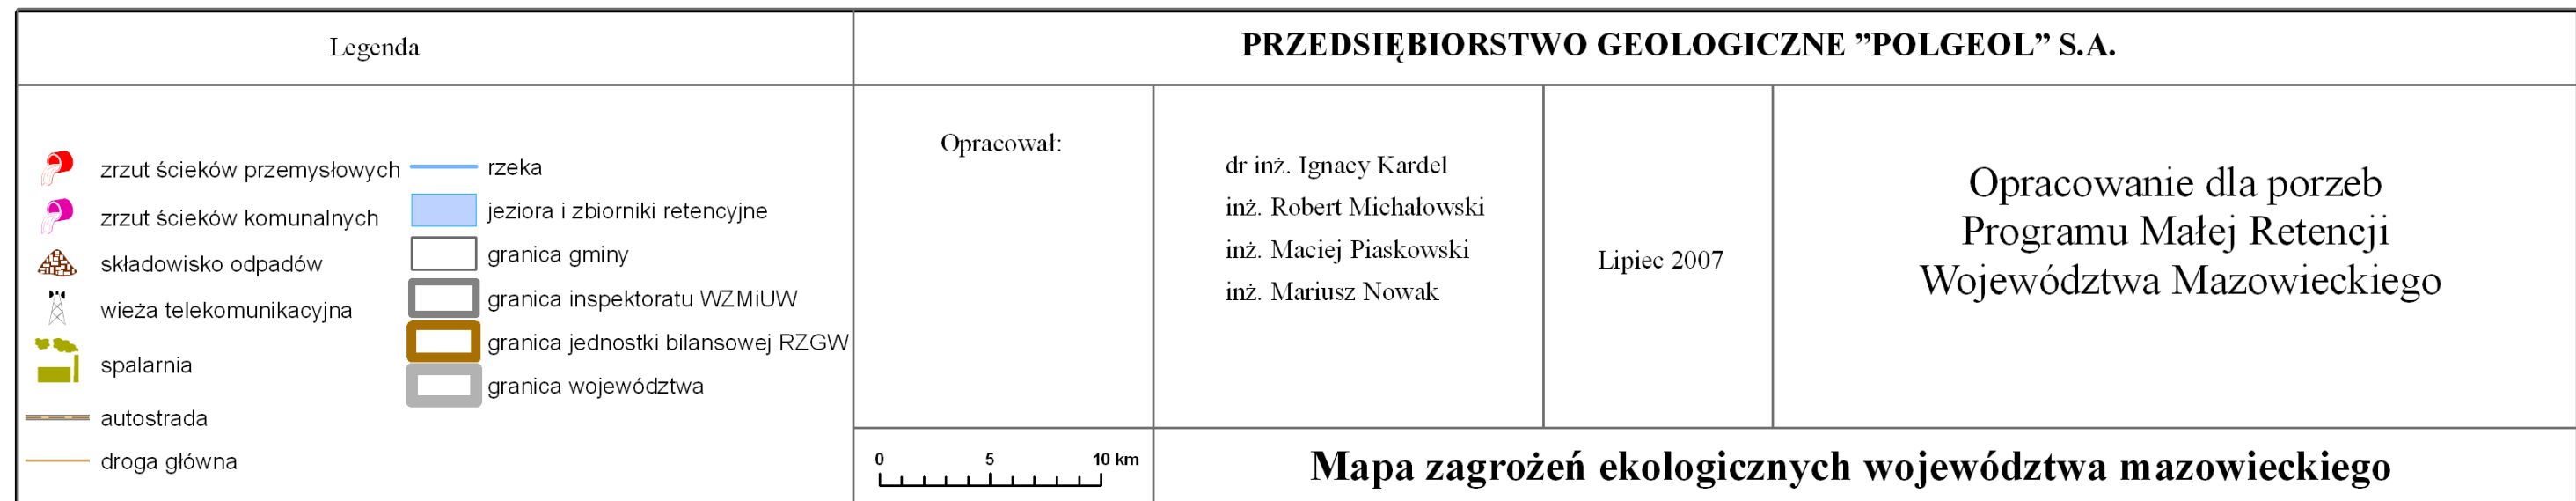 Legenda
PRZEDSIĘBIORSTWO GEOLOGICZNE ”POLGEOL” S.A.
zrzut ścieków przemysłowych
zrzut ścieków komunalnych
składowisko odpadów
wieża telekomunikacyjna
spalarnia
autostrada
droga główna
rzeka
jeziora i zbiorniki retencyjne
granica gminy
granica inspektoratu WZMiUW
granica jednostki bilansowej RZGW
granica województwa
Opracował:
dr inż. Ignacy Kardel
inż. Robert Michałowski
inż. Maciej Piaskowski
inż. Mariusz Nowak
Lipiec 2007
Opracowanie dla porzeb
Programu Małej Retencji
Województwa Mazowieckiego
0 5 10 km
Mapa zagrożeń ekologicznych województwa mazowieckiego